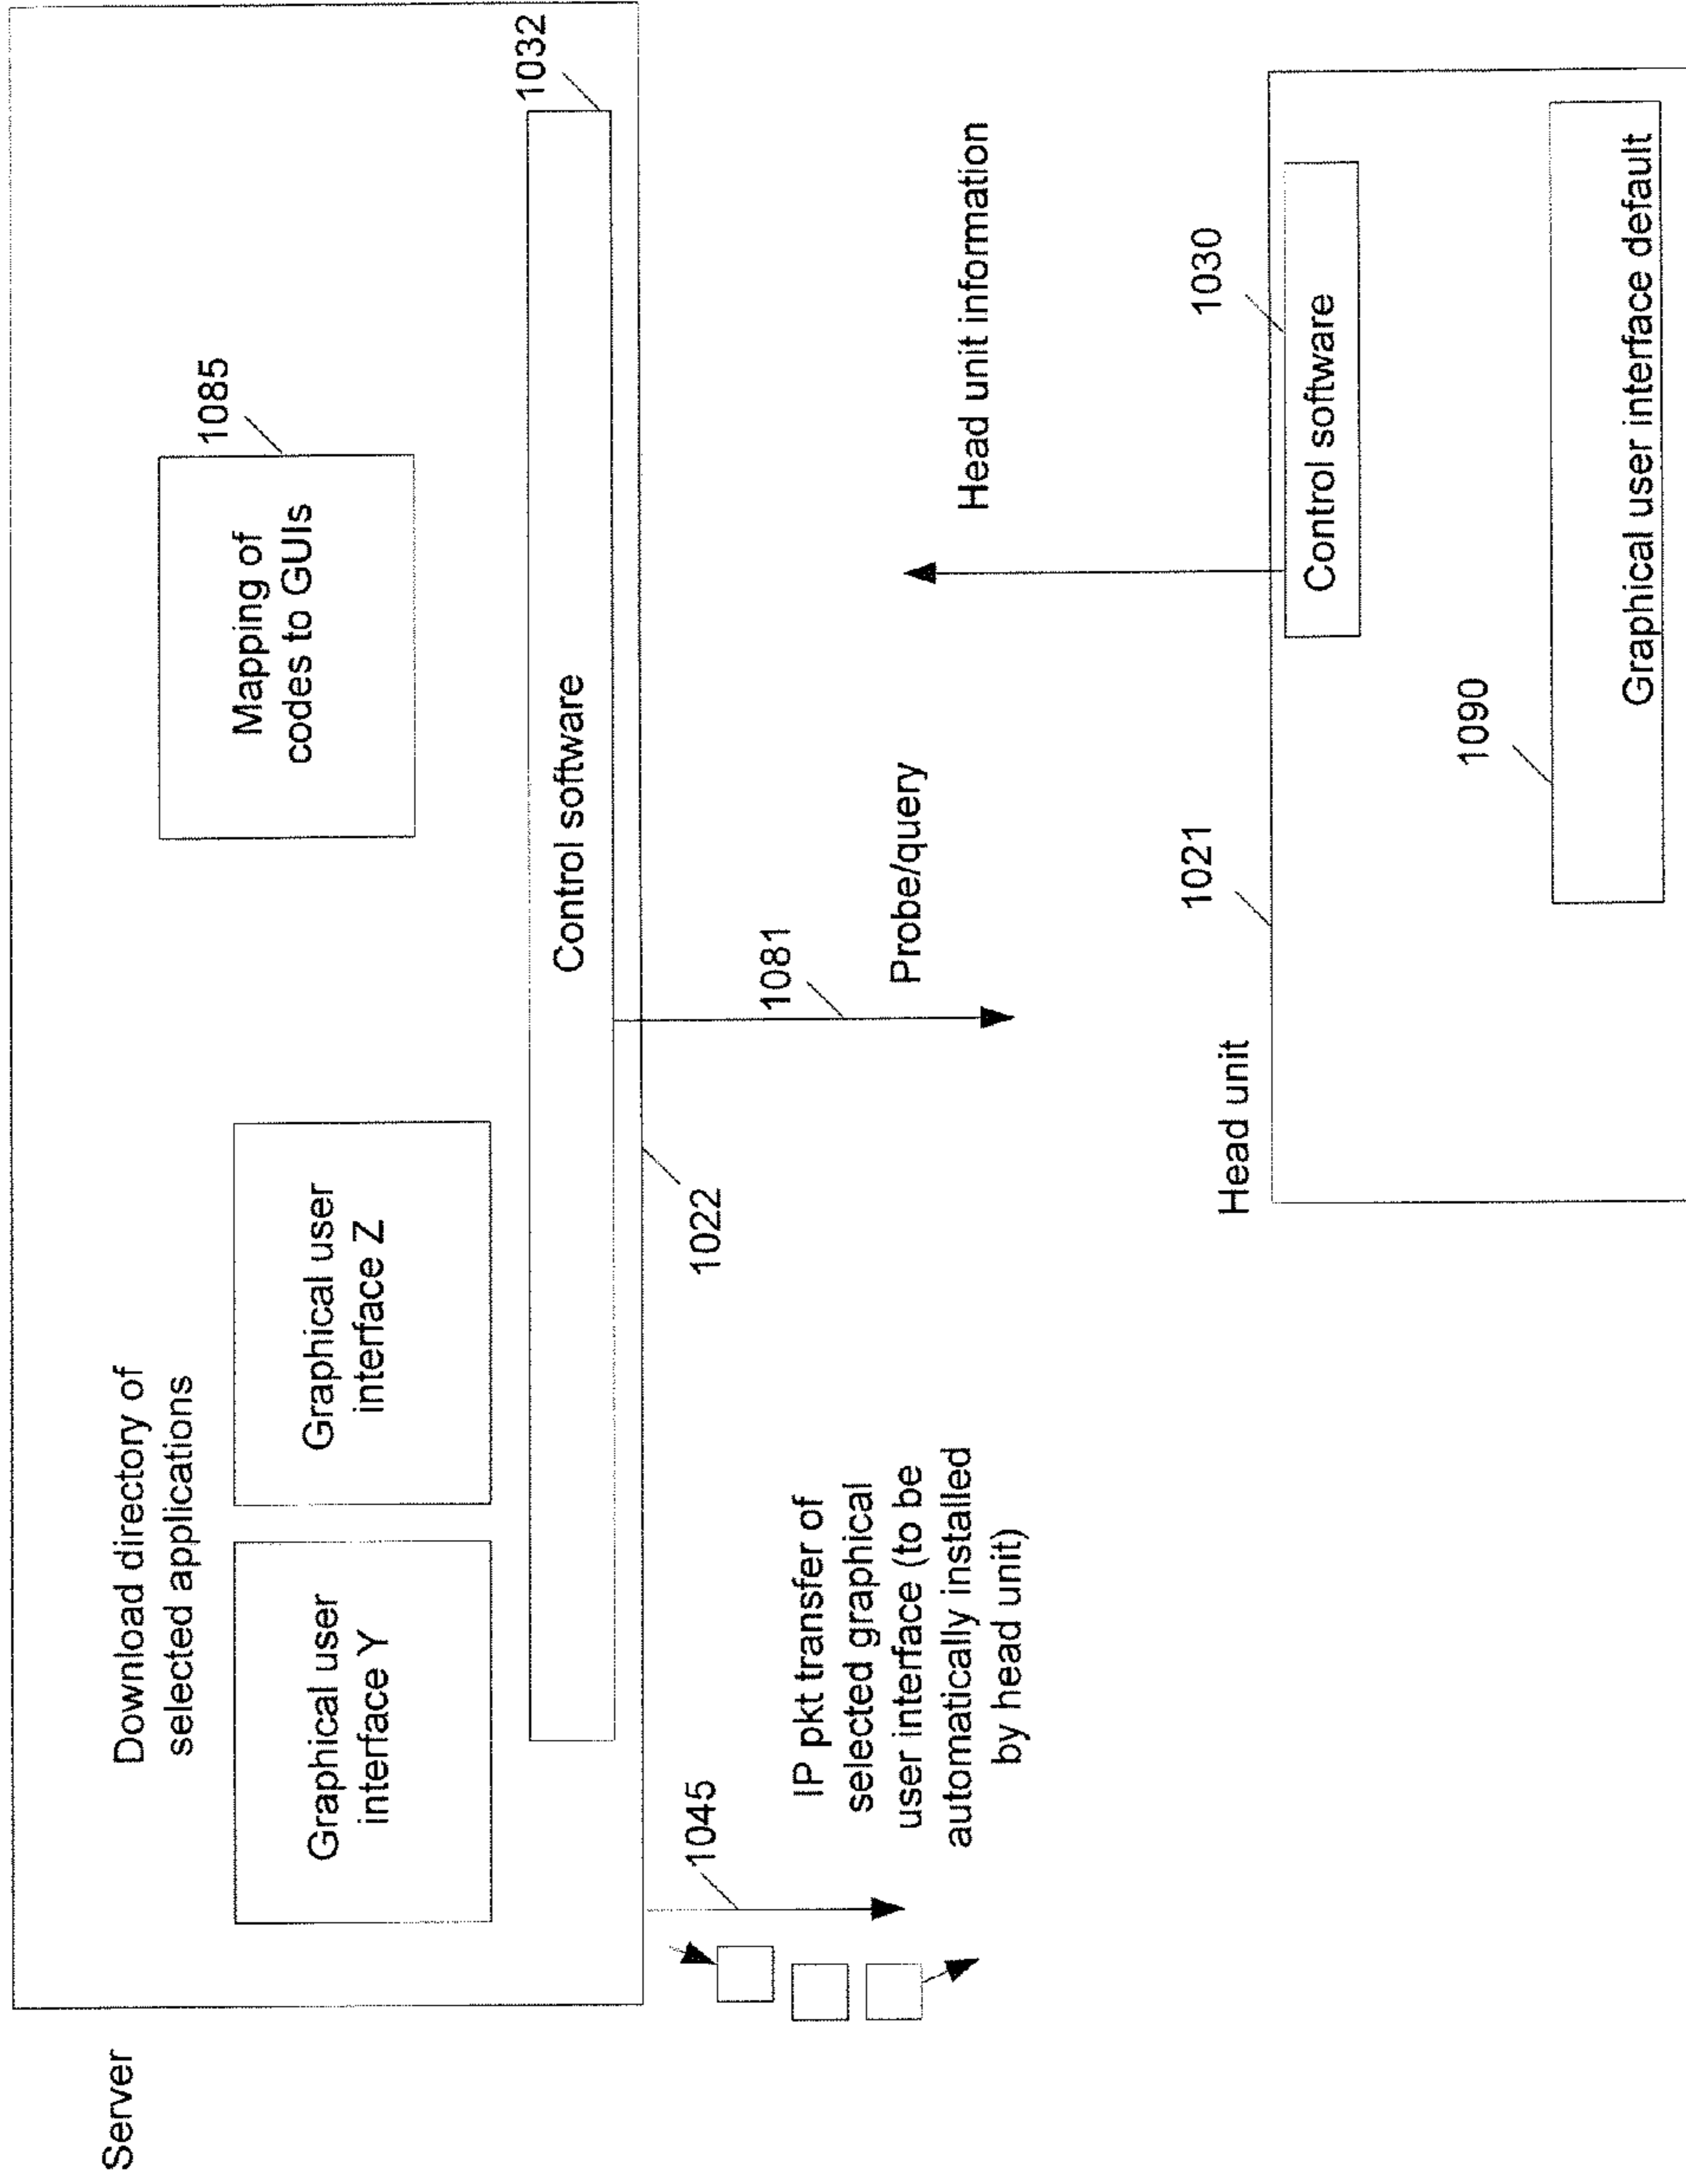 Server
Download directory of
selected applications
Graphical user
interface Y
Graphical user
interface Z
Mapping of
codes to GUIs
1085
Control software
1032
1022
1045
IP pkt transfer of
selected graphical
user interface (to be
automatically installed
by head unit)
1081
Probe/query
Head unit information
Head unit
1021
1030
Control software
1090
Graphical user interface default